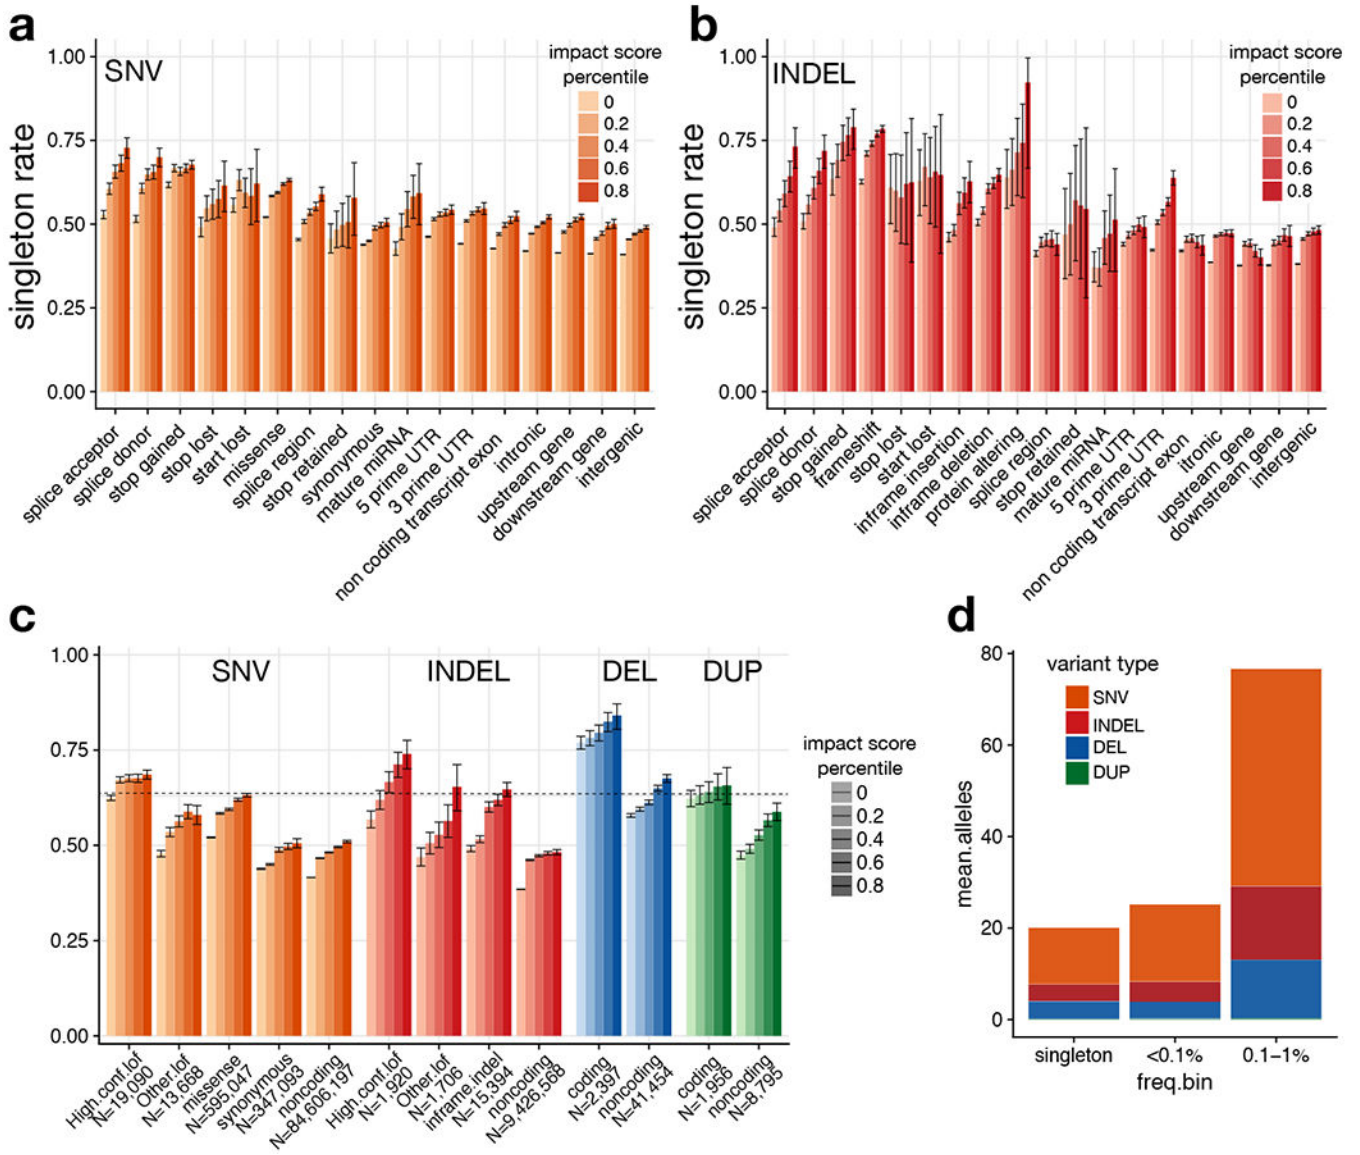 a
SNV
impact score
percentile
0
0.2
0.4
0.6
0.8
singleton rate
1.00
0.75
0.50
0.25
0.00
splice acceptor
splice donor
stop gained
stop lost
start lost
missense
splice region
stop retained
synonymous
mature miRNA
5 prime UTR
3 prime UTR
non coding transcript exon
intronic
upstream gene
downstream gene
intergenic
b
INDEL
impact score
percentile
0
0.2
0.4
0.6
0.8
singleton rate
1.00
0.75
0.50
0.25
0.00
splice acceptor
splice donor
stop gained
frameshift
stop lost
start lost
inframe insertion
inframe deletion
protein altering
splice region
stop retained
mature miRNA
5 prime UTR
3 prime UTR
non coding transcript exon
itronic
upstream gene
downstream gene
intergenic
c
SNV
INDEL
DEL
DUP
1.00
0.75
0.50
0.25
0.00
impact score
percentile
0
0.2
0.4
0.6
0.8
High.conf.lof
N=19,090
Other.lof
N=13,668
missense
N=595,047
synonymous
N=347,093
noncoding
N=84,606,197
High.conf.lof
N=1,920
Other.lof
N=1,706
inframe.indel
N=15,394
noncoding
N=9,426,568
coding
N=2,397
noncoding
N=41,454
coding
N=1,956
noncoding
N=8,795
d
variant type
SNV
INDEL
DEL
DUP
mean.alleles
80
60
40
20
0
singleton
<0.1%
0.1–1%
freq.bin